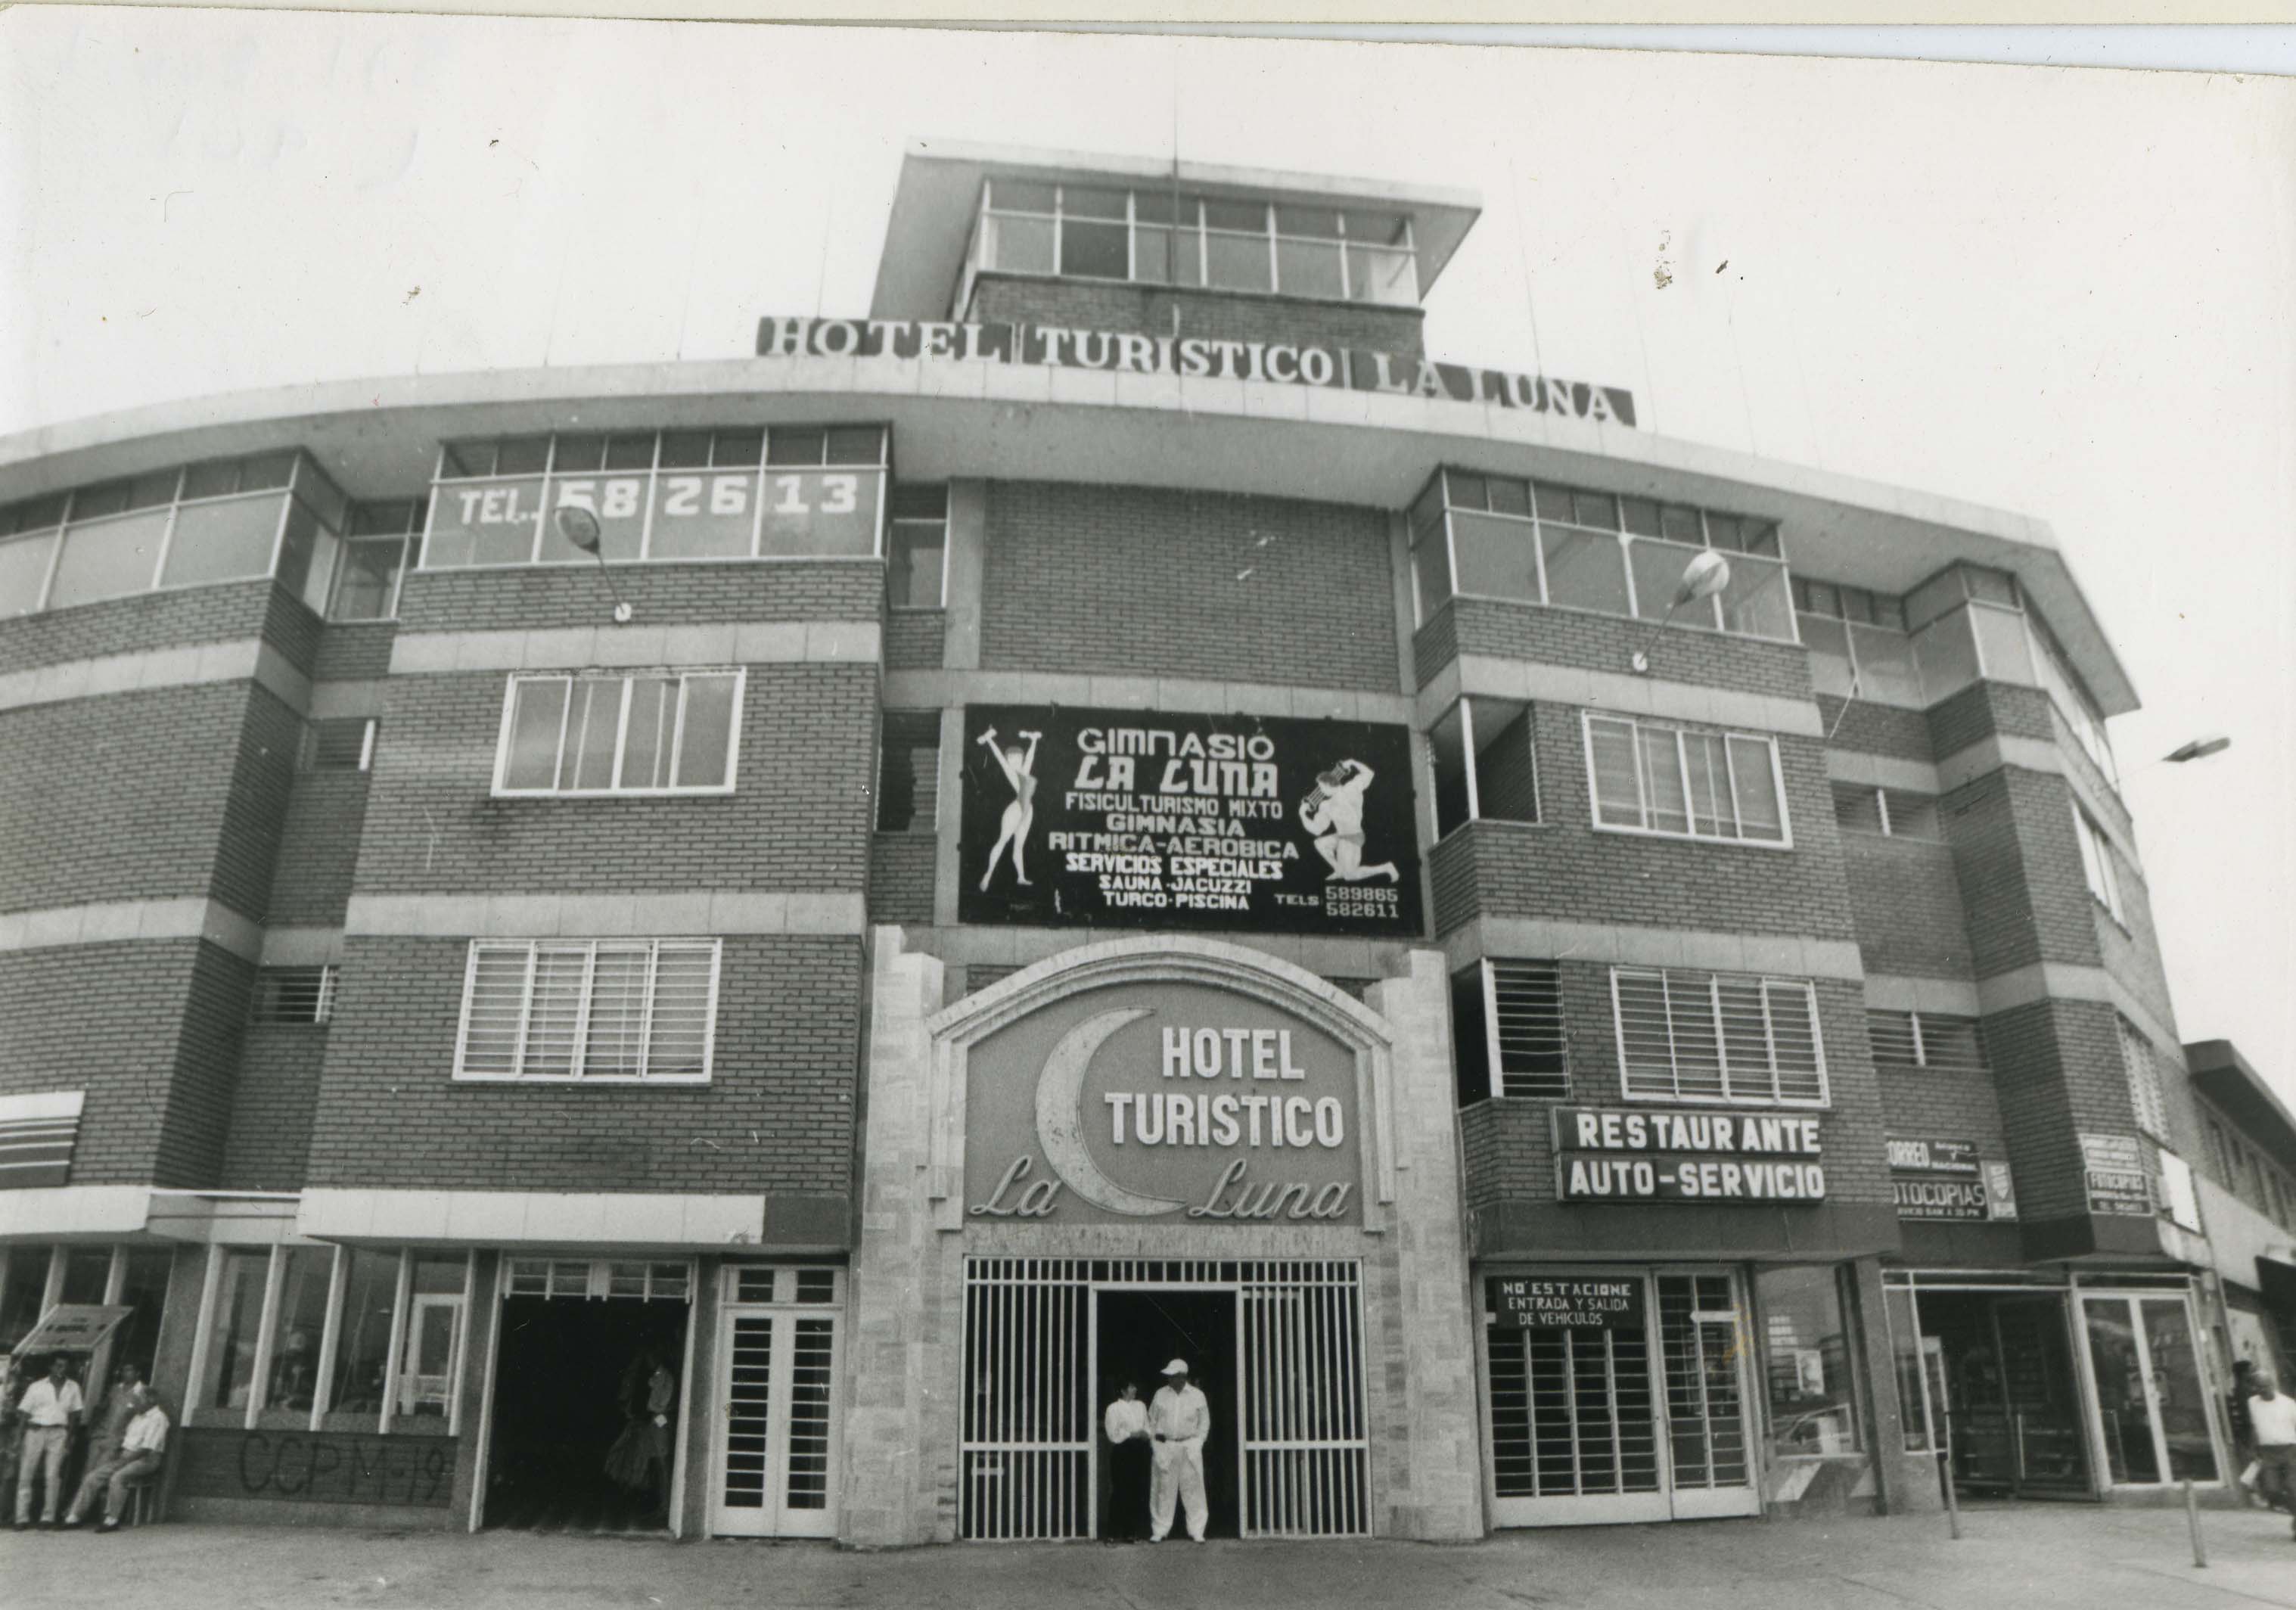 HOTEL TURISTICO LA LUNA
TEL. 58 26 13
GIMNASIO
LA LUNA
FISICULTURISMO MIXTO
GIMNASIA
RITMICA-AEROBICA
SERVICIOS ESPECIALES
SAUNA-JACUZZI
TURCO-PISCINA
TELS 589865
582611
HOTEL
TURISTICO
La Luna
RESTAURANTE
AUTO-SERVICIO
NO ESTACIONE
ENTRADA Y SALIDA
DE VEHICULOS
NACIONAL
FOTOCOPIAS
CCPM-19